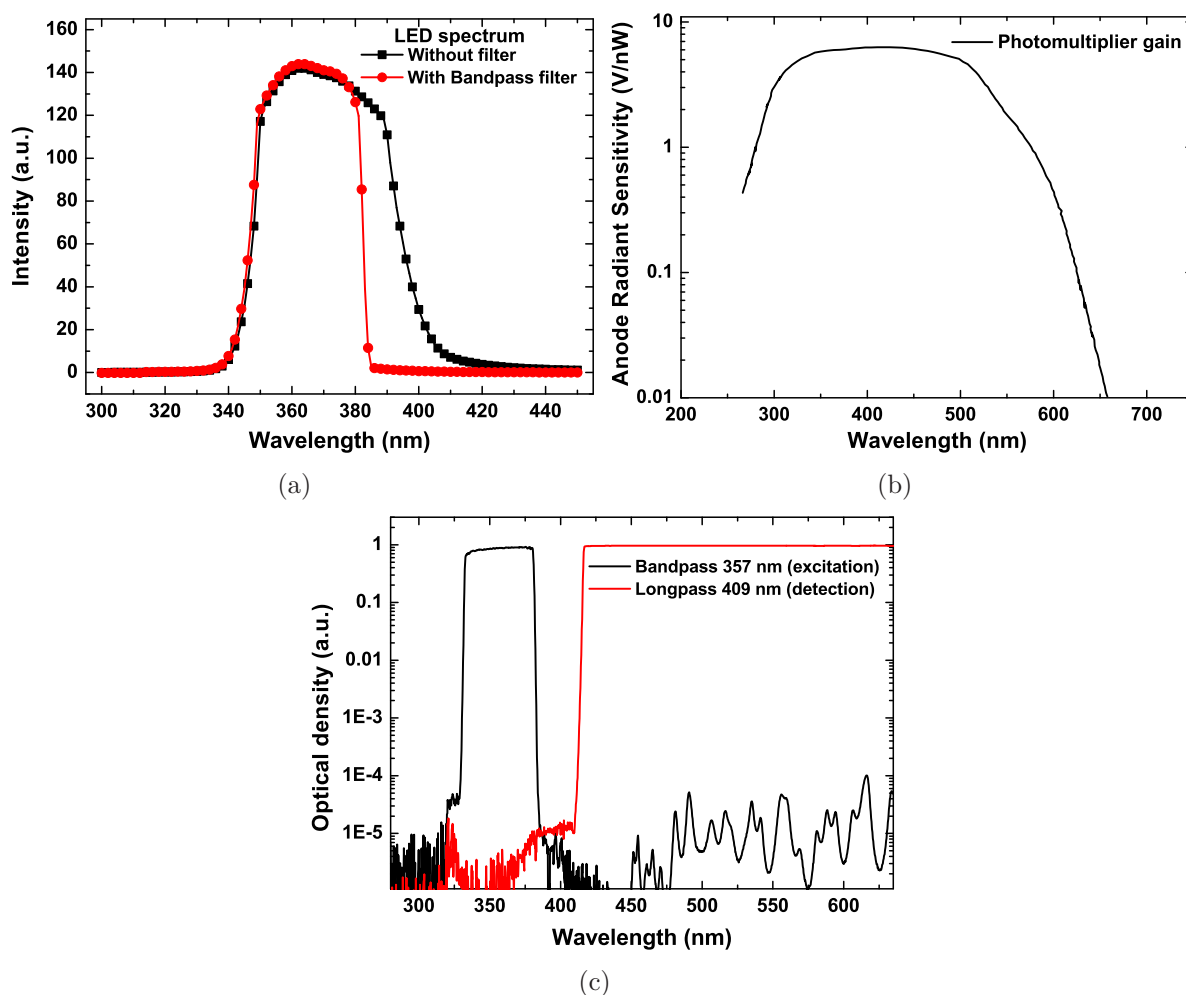 LED spectrum
Without filter
With Bandpass filter
Intensity (a.u.)
160
140
120
100
80
60
40
20
0
300 320 340 360 380 400 420 440
Wavelength (nm)
(a)
Photomultiplier gain
Anode Radiant Sensitivity (V/nW)
10
1
0.1
0.01
200 300 400 500 600 700
Wavelength (nm)
(b)
Bandpass 357 nm (excitation)
Longpass 409 nm (detection)
Optical density (a.u.)
1
0.1
0.01
1E-3
1E-4
1E-5
300 350 400 450 500 550 600
Wavelength (nm)
(c)